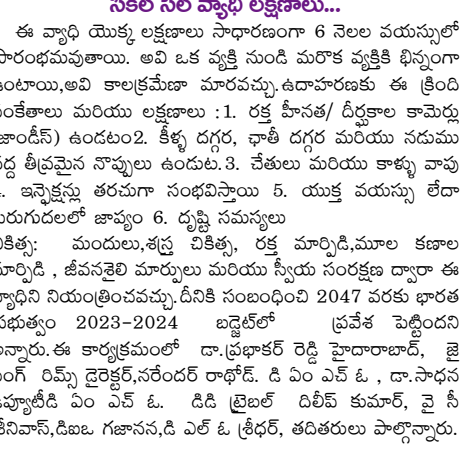 సికిల్ సెల్ వ్యాధి లక్షణాలు...
ఈ వ్యాధి యొక్క లక్షణాలు సాధారణంగా 6 నెలల వయస్సులో
ప్రారంభమవుతాయి. అవి ఒక వ్యక్తి నుండి మరొక వ్యక్తికి భిన్నంగా
ఉంటాయి,అవి కాలక్రమేణా మారవచ్చు.ఉదాహరణకు ఈ క్రింది
సంకేతాలు మరియు లక్షణాలు :1. రక్త హీనత/ దీర్ఘకాల కామెర్లు
(జాండీస్) ఉండటం2. కీళ్ళ దగ్గర, ఛాతీ దగ్గర మరియు నడుము
వద్ద తీవ్రమైన నొప్పులు ఉండుట.3. చేతులు మరియు కాళ్ళు వాపు
4. ఇన్ఫెక్షన్లు తరచుగా సంభవిస్తాయి 5. యుక్త వయస్సు లేదా
పెరుగుదలలో జాప్యం 6. దృష్టి సమస్యలు
చికిత్స: మందులు,శస్త్ర చికిత్స, రక్త మార్పిడి,మూల కణాల
మార్పిడి , జీవనశైలి మార్పులు మరియు స్వీయ సంరక్షణ ద్వారా ఈ
వ్యాధిని నియంత్రించవచ్చు.దీనికి సంబంధించి 2047 వరకు భారత
ప్రభుత్వం 2023-2024 బడ్జెట్‌లో ప్రవేశ పెట్టిందని
అన్నారు.ఈ కార్యక్రమంలో డా.ప్రభాకర్ రెడ్డి హైదారాబాద్, జై
సింగ్ రిమ్స్ డైరెక్టర్,నరేందర్ రాథోడ్. డి ఏం ఎచ్ ఓ , డా.సాధన
డిప్యూటీడి ఏం ఎచ్ ఓ. డిడి ట్రైబల్ దిలీప్ కుమార్, వై సీ
శ్రీనివాస్,డిఐఒ గజానన,డి ఎల్ ఓ శ్రీధర్, తదితరులు పాల్గొన్నారు.